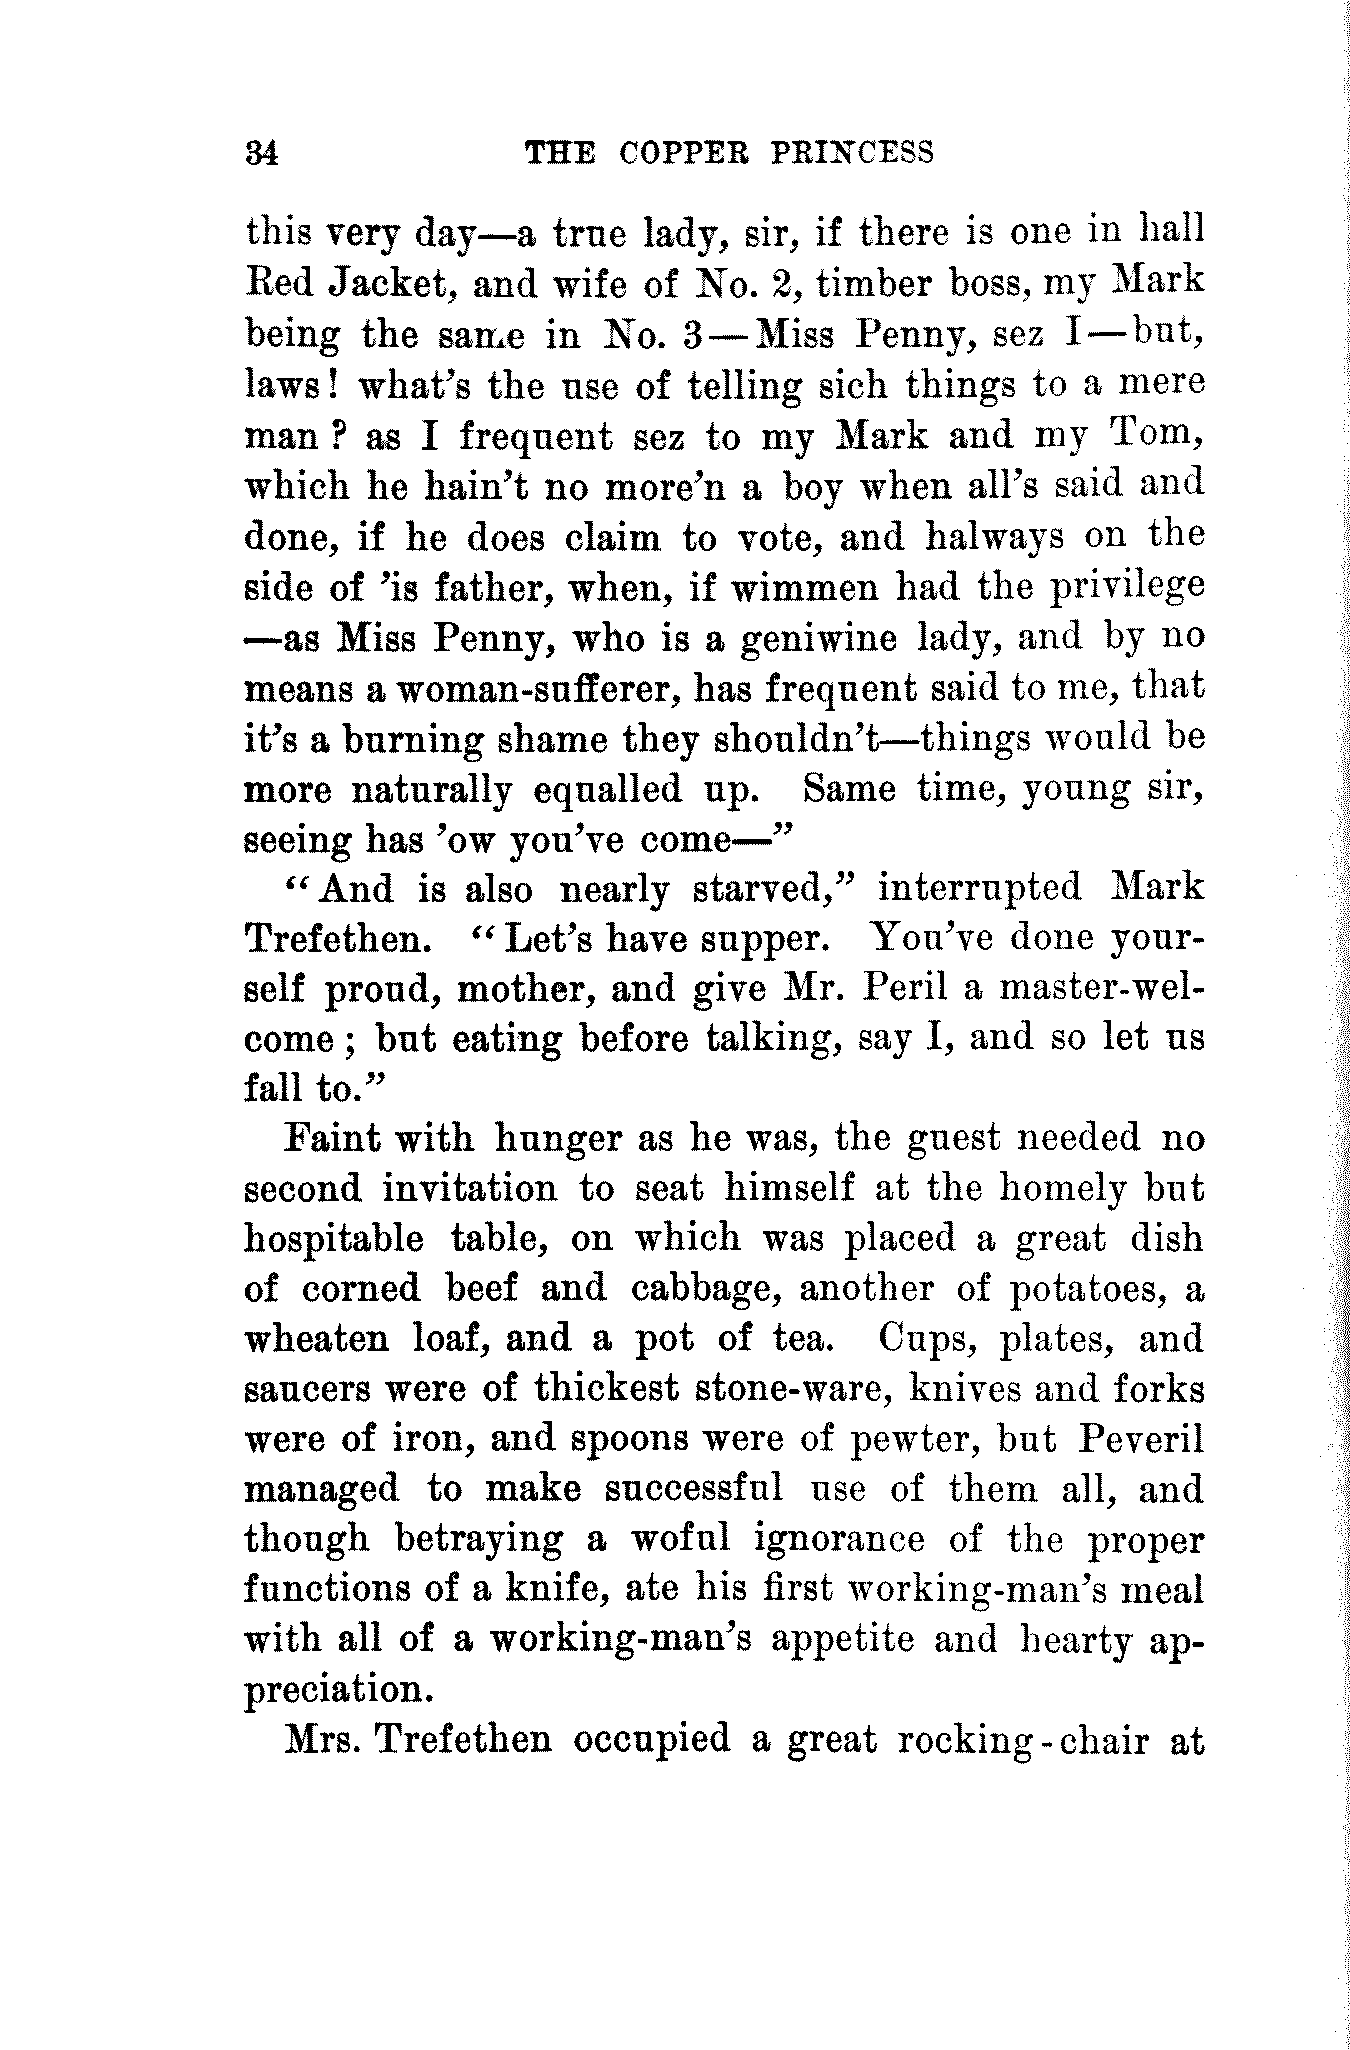 34 THE COPPER PRINCESS
this very day—a true lady, sir, if there is one in hall
Red Jacket, and wife of No. 2, timber boss, my Mark
being the same in No. 3—Miss Penny, sez I—but,
laws! what's the use of telling sich things to a mere
man? as I frequent sez to my Mark and my Tom,
which he hain't no more'n a boy when all's said and
done, if he does claim to vote, and halways on the
side of 'is father, when, if wimmen had the privilege
—as Miss Penny, who is a geniwine lady, and by no
means a woman-sufferer, has frequent said to me, that
it's a burning shame they shouldn't—things would be
more naturally equalled up. Same time, young sir,
seeing has 'ow you've come—”
“And is also nearly starved,” interrupted Mark
Trefethen. “Let's have supper. You've done your-
self proud, mother, and give Mr. Peril a master-wel-
come; but eating before talking, say I, and so let us
fall to.”
Faint with hunger as he was, the guest needed no
second invitation to seat himself at the homely but
hospitable table, on which was placed a great dish
of corned beef and cabbage, another of potatoes, a
wheaten loaf, and a pot of tea. Cups, plates, and
saucers were of thickest stone-ware, knives and forks
were of iron, and spoons were of pewter, but Peveril
managed to make successful use of them all, and
though betraying a woful ignorance of the proper
functions of a knife, ate his first working-man's meal
with all of a working-man's appetite and hearty ap-
preciation.
Mrs. Trefethen occupied a great rocking-chair at